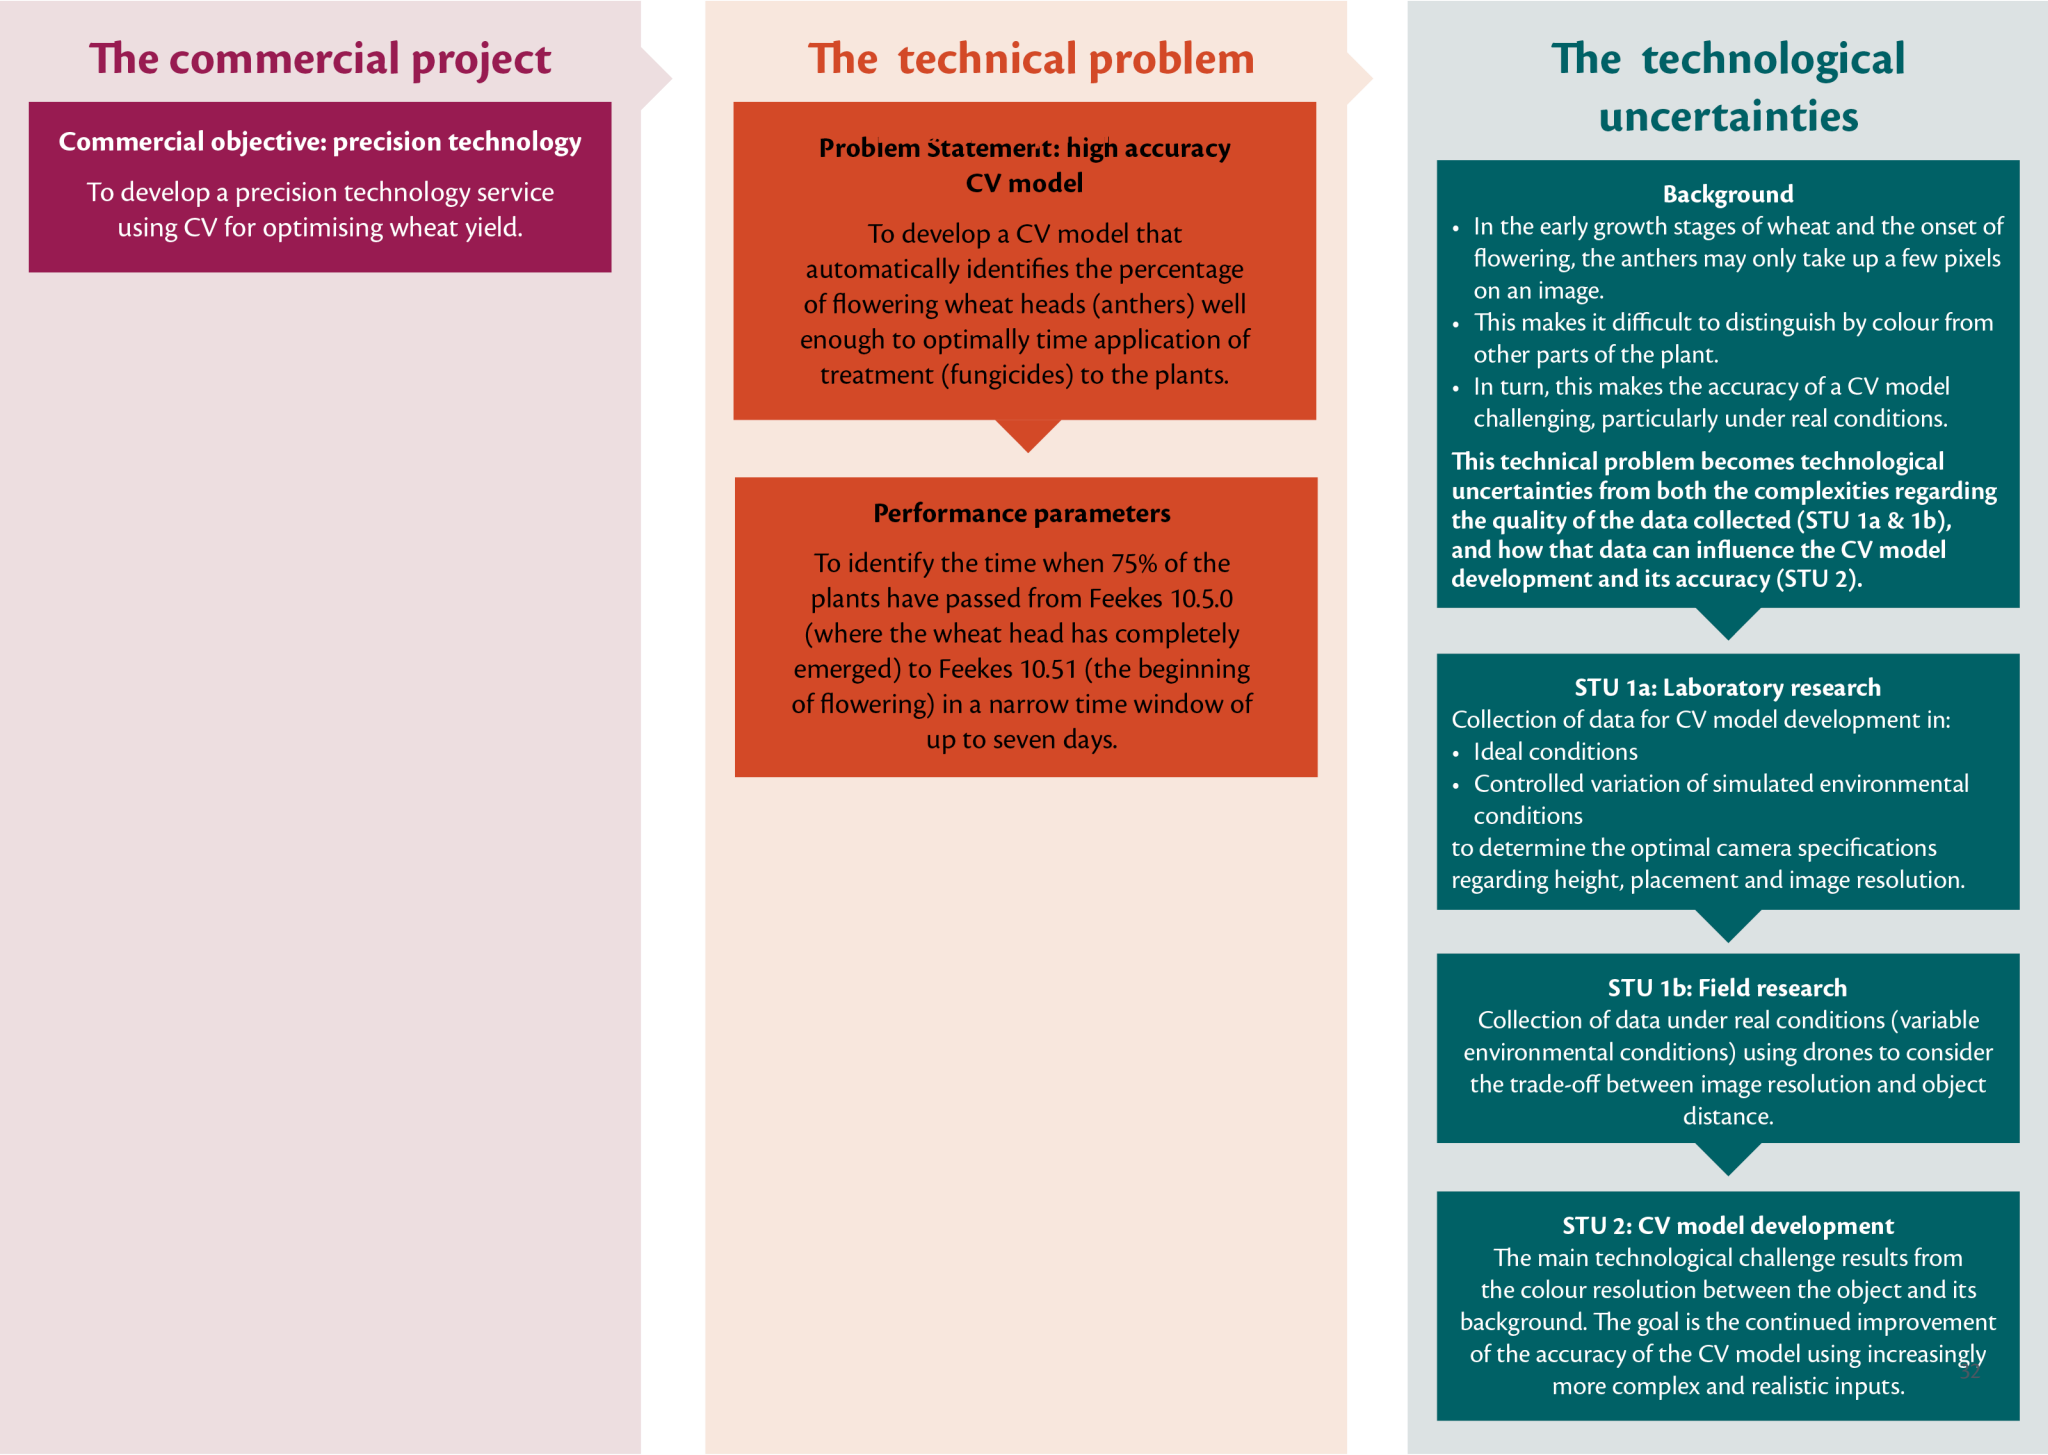 The commercial project
Commercial objective: precision technology
To develop a precision technology service
using CV for optimising wheat yield.
The technical problem
Problem Statement: high accuracy
CV model
To develop a CV model that
automatically identifies the percentage
of flowering wheat heads (anthers) well
enough to optimally time application of
treatment (fungicides) to the plants.
Performance parameters
To identify the time when 75% of the
plants have passed from Feekes 10.5.0
(where the wheat head has completely
emerged) to Feekes 10.51 (the beginning
of flowering) in a narrow time window of
up to seven days.
The technological
uncertainties
Background
• In the early growth stages of wheat and the onset of
flowering, the anthers may only take up a few pixels
on an image.
• This makes it difficult to distinguish by colour from
other parts of the plant.
• In turn, this makes the accuracy of a CV model
challenging, particularly under real conditions.
This technical problem becomes technological
uncertainties from both the complexities regarding
the quality of the data collected (STU 1a & 1b),
and how that data can influence the CV model
development and its accuracy (STU 2).
STU 1a: Laboratory research
Collection of data for CV model development in:
• Ideal conditions
• Controlled variation of simulated environmental
conditions
to determine the optimal camera specifications
regarding height, placement and image resolution.
STU 1b: Field research
Collection of data under real conditions (variable
environmental conditions) using drones to consider
the trade-off between image resolution and object
distance.
STU 2: CV model development
The main technological challenge results from
the colour resolution between the object and its
background. The goal is the continued improvement
of the accuracy of the CV model using increasingly
more complex and realistic inputs.
32